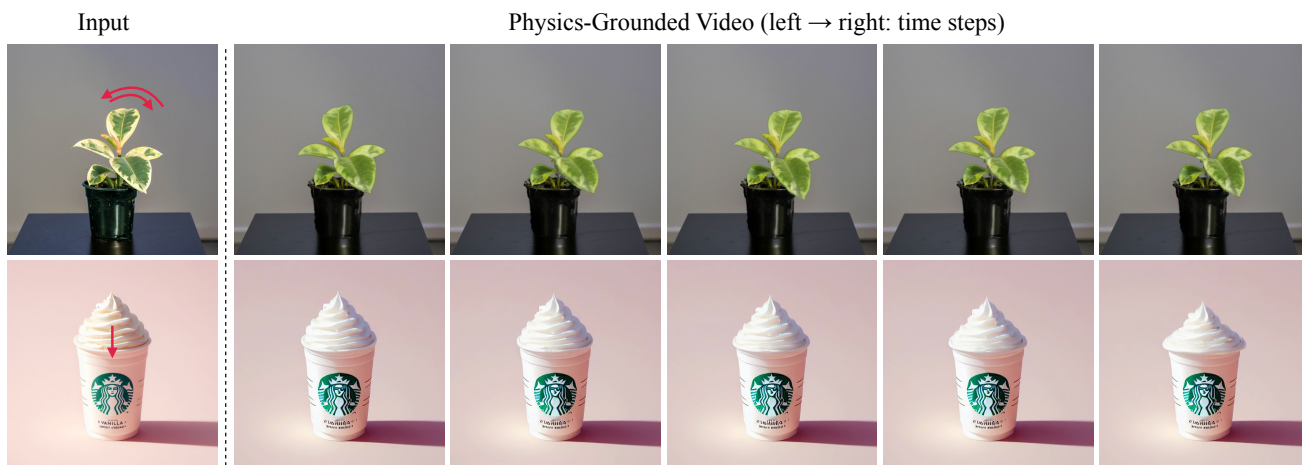 Input
Physics-Grounded Video (left → right: time steps)
VANILLA